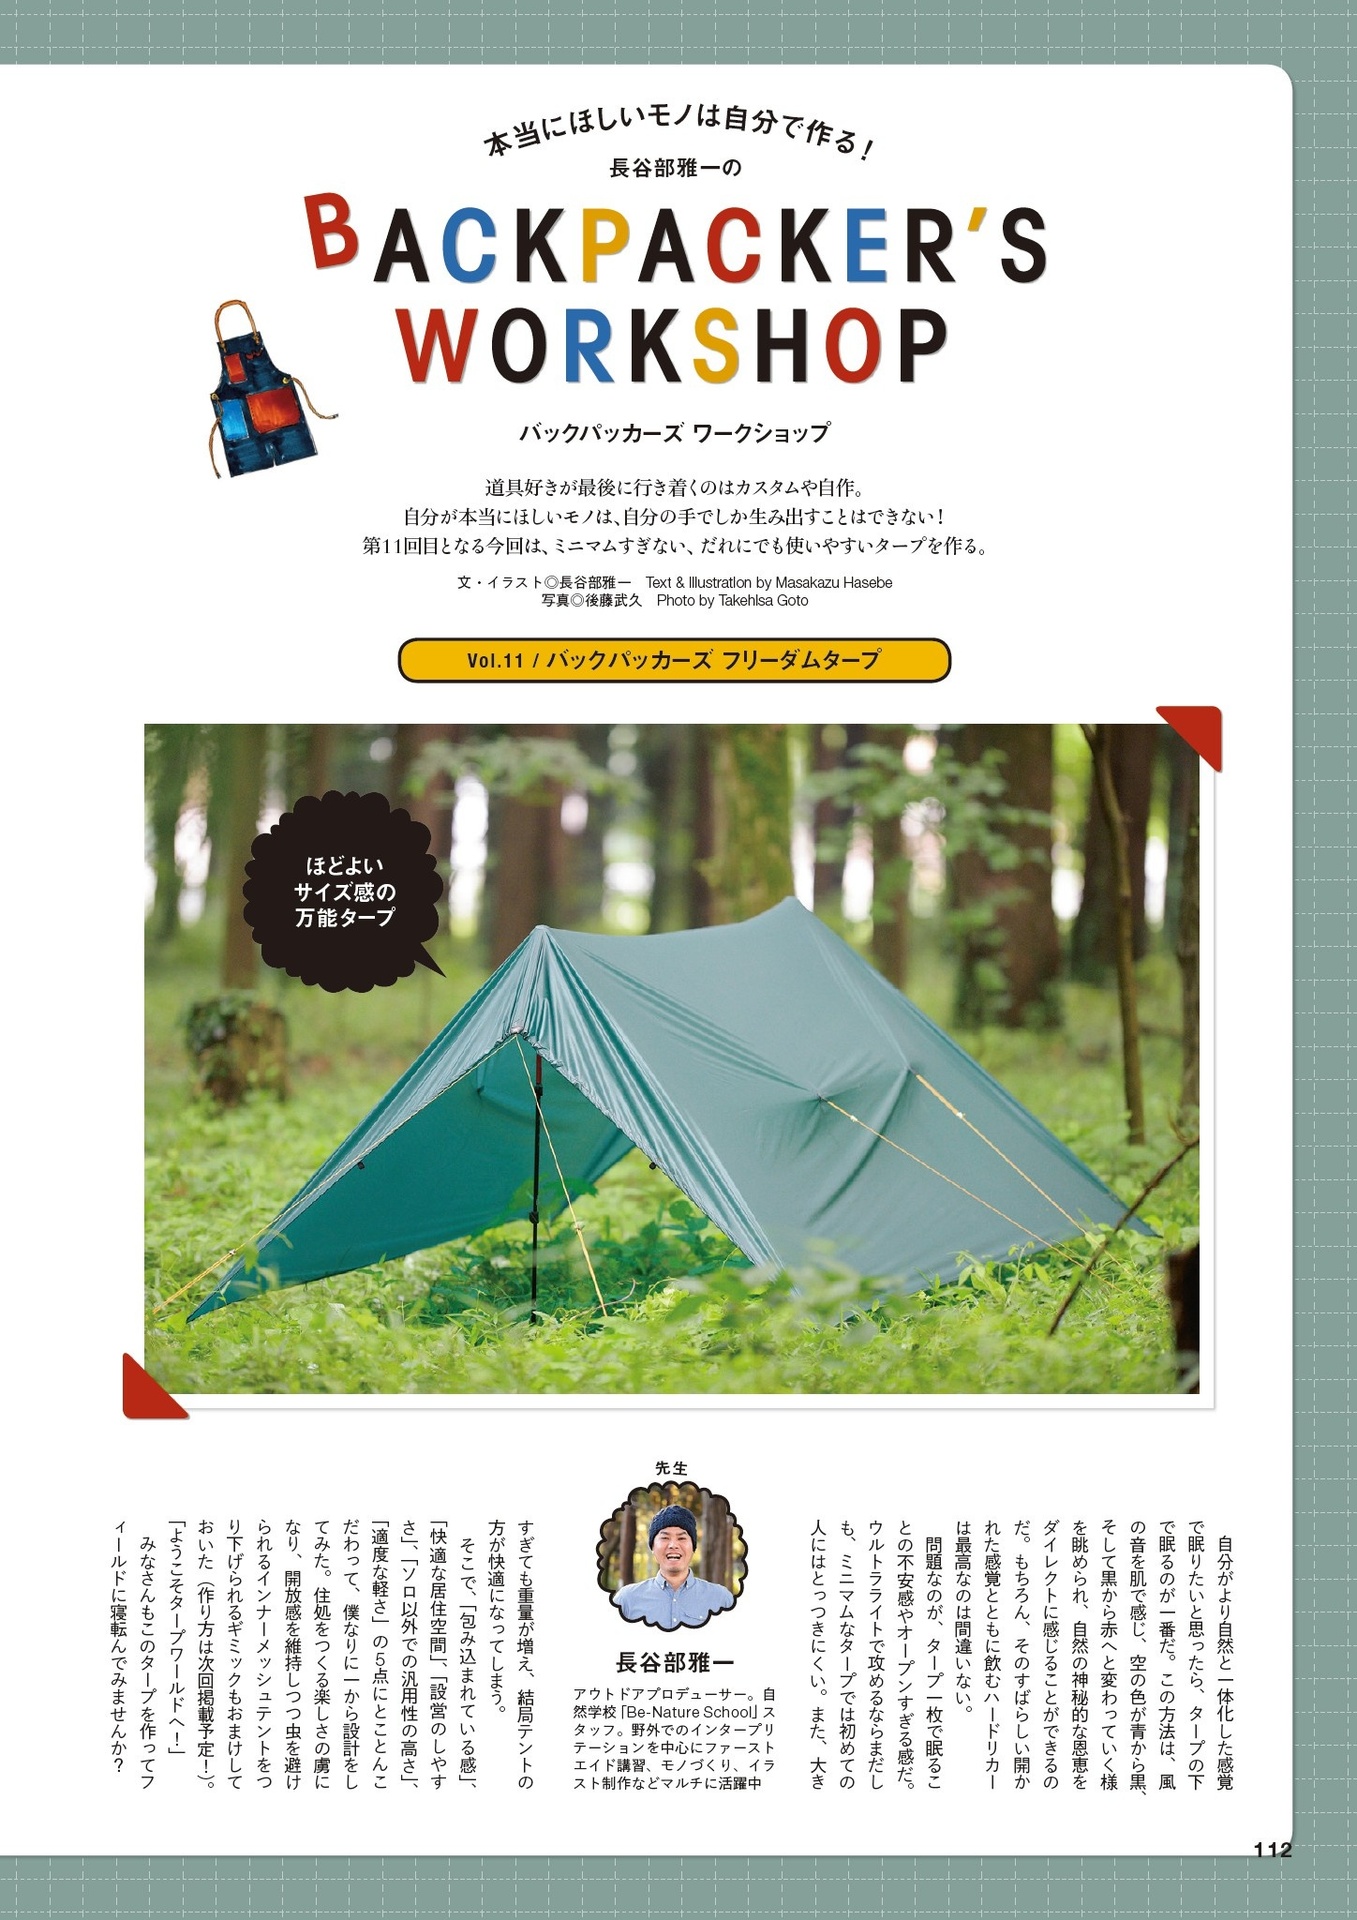 本当にほしいモノは自分で作る!
長谷部雅一の
BACKPACKER'S
WORKSHOP
バックパッカーズ ワークショップ
道具好きが最後に行き着くのはカスタムや自作。
自分が本当にほしいモノは、自分の手でしか生み出すことはできない!
第11回目となる今回は、ミニマムすぎない、だれにでも使いやすいタープを作る。
文・イラスト◎長谷部雅一 Text & Illustration by Masakazu Hasebe
写真◎後藤武久 Photo by Takehisa Goto
Vol.11 / バックパッカーズ フリーダムタープ
ほどよい
サイズ感の
万能タープ
自分がより自然と一体化した感覚
で眠りたいと思ったら、タープの下
で眠るのが一番だ。この方法は、風
の音を肌で感じ、空の色が青から黒、
そして黒から赤へと変わっていく様
を眺められ、自然の神秘的な恩恵を
ダイレクトに感じることができるの
だ。もちろん、そのすばらしい開か
れた感覚とともに飲むハードリカー
は最高なのは間違いない。
問題なのが、タープ一枚で眠るこ
との不安感やオープンすぎる感だ。
ウルトラライトで攻めるならまだし
も、ミニマムなタープでは初めての
人にはとっつきにくい。また、大き
すぎても重量が増え、結局テントの
方が快適になってしまう。
そこで、「包み込まれている感」、
「快適な居住空間」、「設営のしやす
さ」、「ソロ以外での汎用性の高さ」、
「適度な軽さ」の5点にとことんこ
だわって、僕なりに一から設計をし
てみた。住処をつくる楽しさの虜に
なり、開放感を維持しつつ虫を避け
られるインナーメッシュテントをつ
り下げられるギミックもおまけして
おいた(作り方は次回掲載予定!)。
「ようこそタープワールドへ!」
みなさんもこのタープを作ってフ
ィールドに寝転んでみませんか?
先生
長谷部雅一
アウトドアプロデューサー。自
然学校「Be-Nature School」ス
タッフ。野外でのインタープリ
テーションを中心にファースト
エイド講習、モノづくり、イラ
スト制作などマルチに活躍中
112